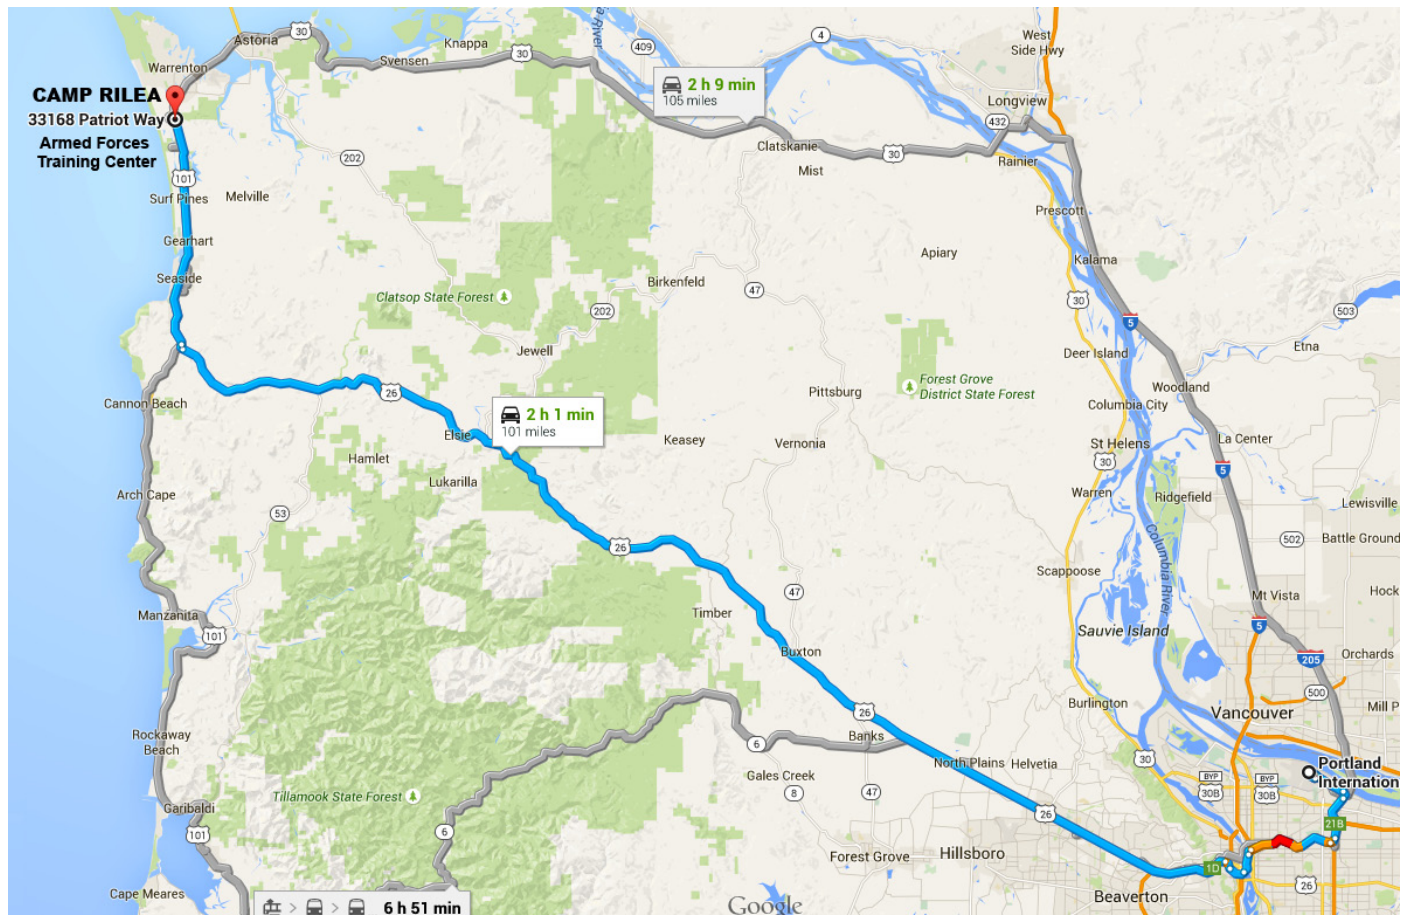 Astoria
30
Knappa
30
Svensen
409
4
West
Side Hwy
Warrenton
CAMP RILEA
33168 Patriot Way
Armed Forces
Training Center
2 h 9 min
105 miles
Longview
432
Clatskanie
30
Rainier
Mist
202
101
Surf Pines
Melville
Prescott
Gearhart
Apiary
Kalama
Seaside
Birkenfeld
47
30
Clatsop State Forest
202
5
503
Jewell
Deer Island
Etna
Forest Grove
District State Forest
Pittsburg
Woodland
26
Cannon Beach
Columbia City
2 h 1 min
101 miles
Elsie
Keasey
Vernonia
St Helens
La Center
Hamlet
30
5
Lukarilla
Warren
Ridgefield
Arch Cape
Lewisville
53
Columbia River
502
Battle Ground
26
Scappoose
47
Timber
Mt Vista
Hock
Manzanita
101
Sauvie Island
5
Buxton
205
Orchards
500
Burlington
Mill P
26
Vancouver
Rockaway
Beach
Banks
6
North Plains
Helvetia
30
Portland
Internation
Gales Creek
BYP
30B
BYP
30B
Tillamook State Forest
8
47
Garibaldi
26
101
6
21B
Forest Grove
Hillsboro
1D
26
Cape Meares
Beaverton
6 h 51 min
Google